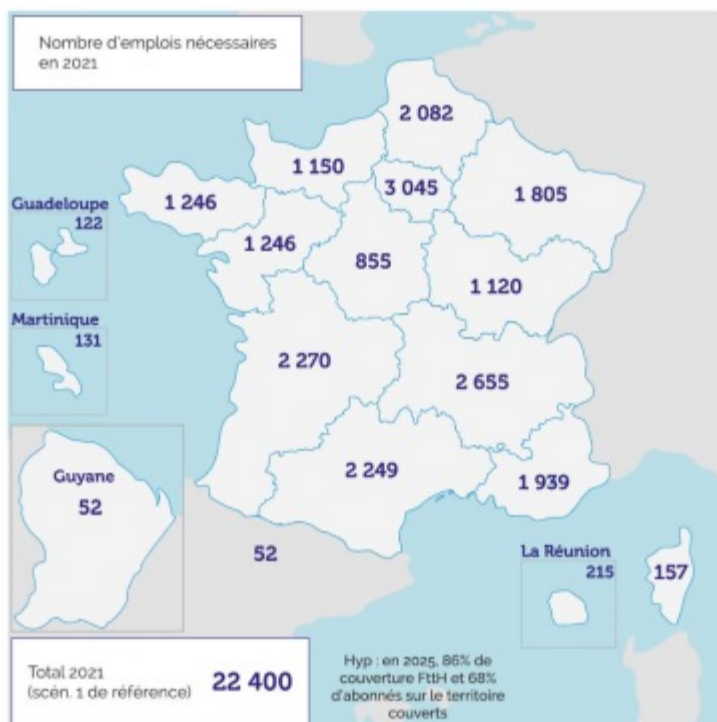 Nombre d'emplois nécessaires
en 2021
2 082
1 150
3 045
1 805
1 246
Guadeloupe
122
1 246
855
1 120
Martinique
131
2 270
2 655
2 249
1 939
Guyane
52
52
La Réunion
215
157
Total 2021
(scén. 1 de référence)
22 400
Hyp : en 2025, 86% de
couverture FttH et 68%
d'abonnés sur le territoire
couverts